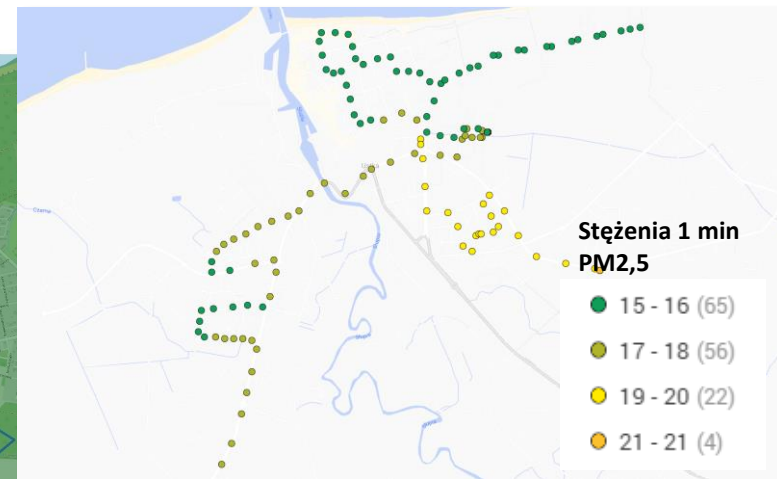 Stężenia 1 min
PM2,5
15 - 16 (65)
17 - 18 (56)
19 - 20 (22)
21 - 21 (4)